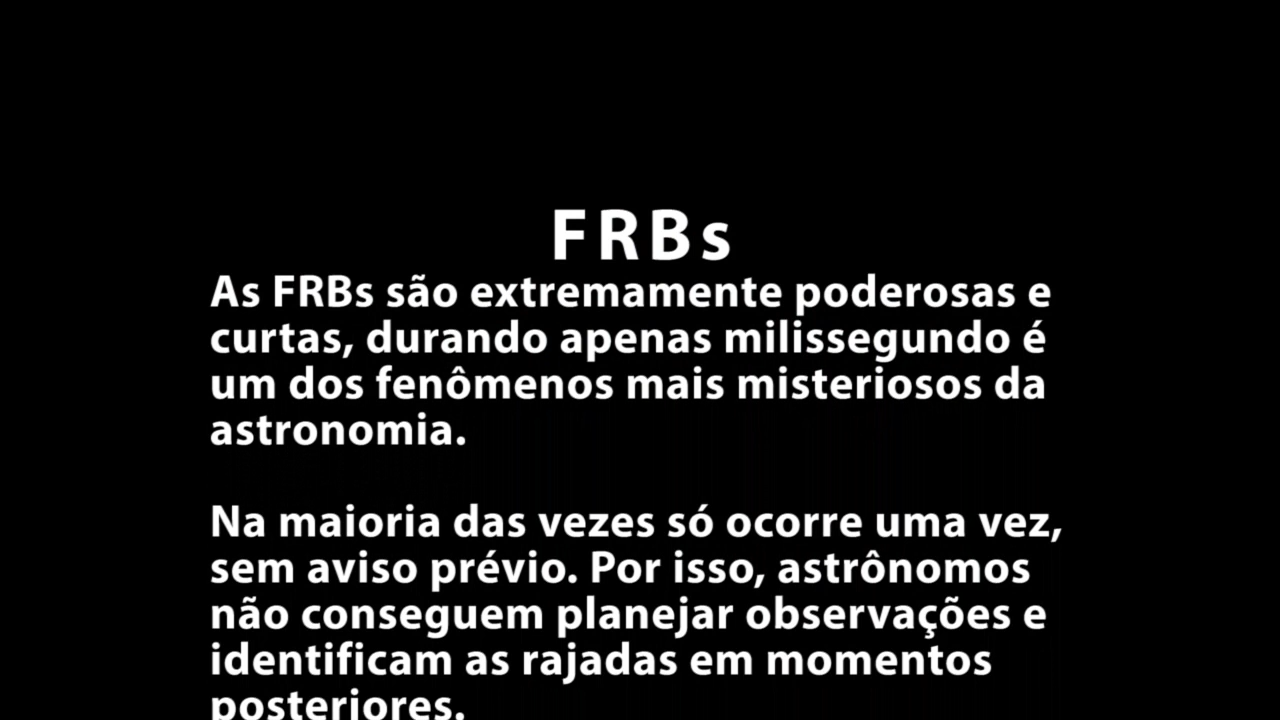 FRBs
As FRBs são extremamente poderosas e
curtas, durando apenas milissegundo é
um dos fenômenos mais misteriosos da
astronomia.
Na maioria das vezes só ocorre uma vez,
sem aviso prévio. Por isso, astrônomos
não conseguem planejar observações e
identificam as rajadas em momentos
posteriores.